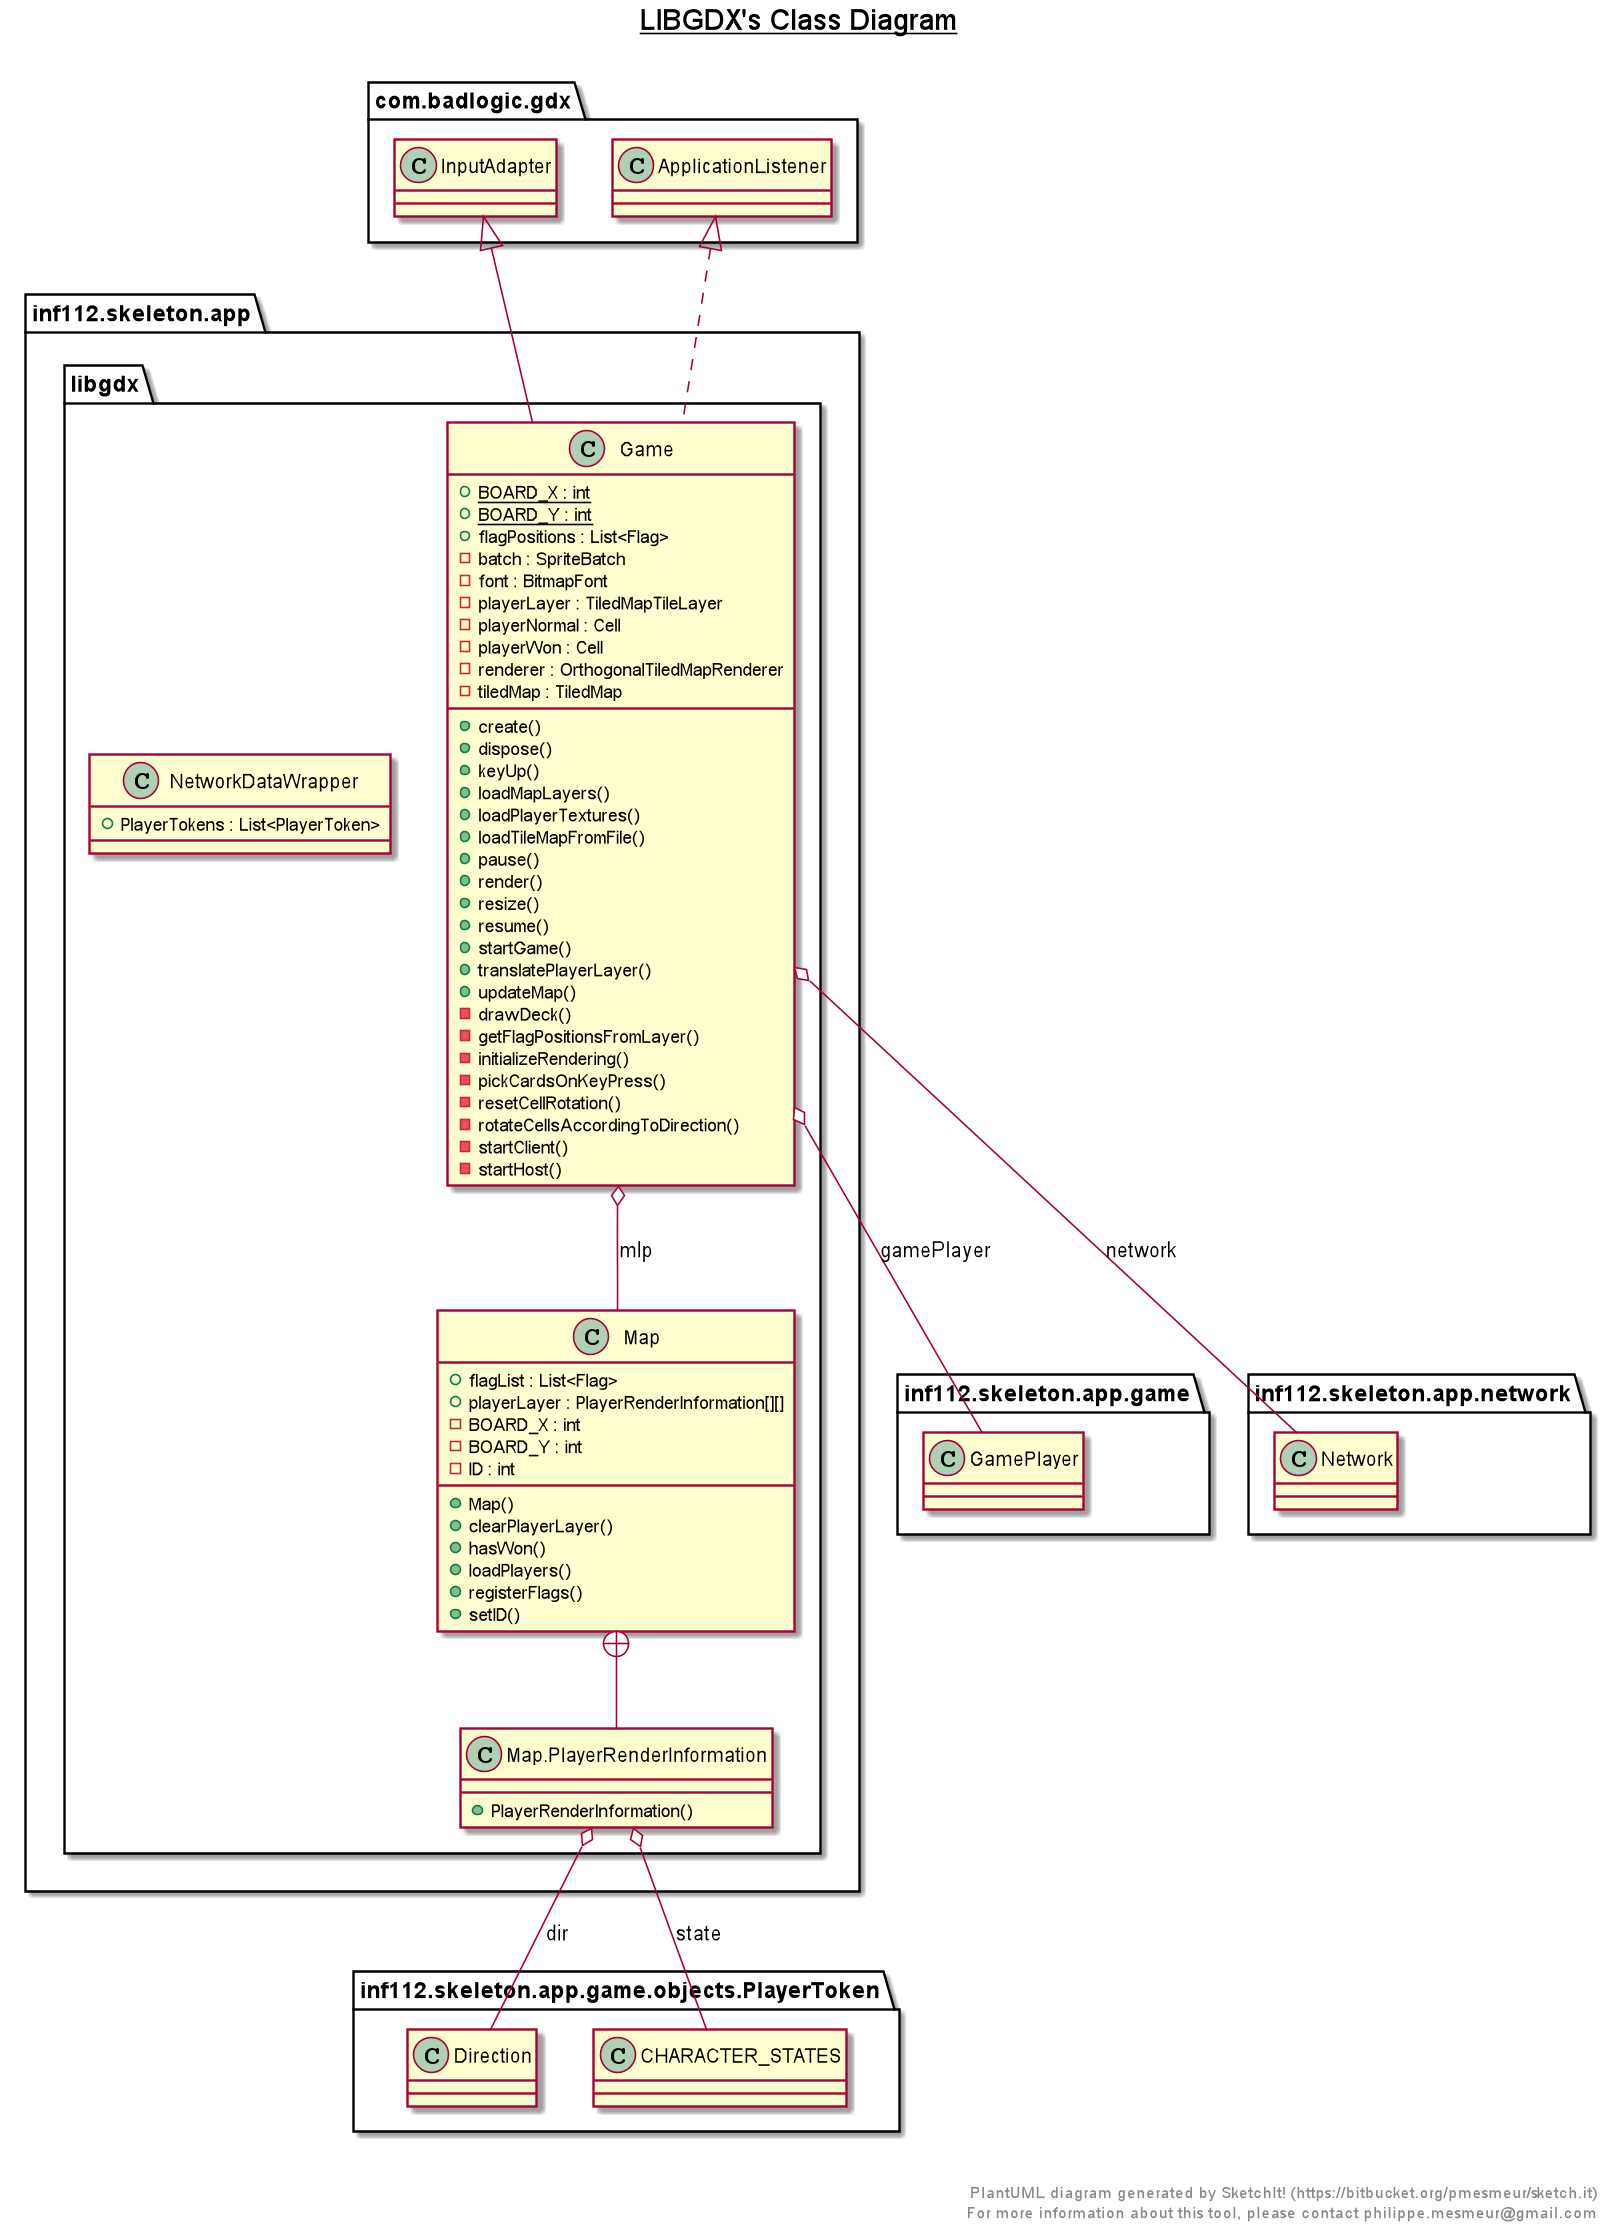 LIBGDX's Class Diagram
com.badlogic.gdx
C InputAdapter
C ApplicationListener
inf112.skeleton.app
libgdx
C Game
BOARD_X : int
BOARD_Y : int
flagPositions : List<Flag>
batch : SpriteBatch
font : BitmapFont
playerLayer : TiledMapTileLayer
playerNormal : Cell
playerWon : Cell
renderer : OrthogonalTiledMapRenderer
tiledMap : TiledMap
create()
dispose()
keyUp()
loadMapLayers()
loadPlayerTextures()
loadTileMapFromFile()
pause()
render()
resize()
resume()
startGame()
translatePlayerLayer()
updateMap()
drawDeck()
getFlagPositionsFromLayer()
initializeRendering()
pickCardsOnKeyPress()
resetCellRotation()
rotateCellsAccordingToDirection()
startClient()
startHost()
C NetworkDataWrapper
PlayerTokens : List<PlayerToken>
mlp
gamePlayer
network
C Map
flagList : List<Flag>
playerLayer : PlayerRenderInformation[][]
BOARD_X : int
BOARD_Y : int
ID : int
Map()
clearPlayerLayer()
hasWon()
loadPlayers()
registerFlags()
setID()
inf112.skeleton.app.game
C GamePlayer
inf112.skeleton.app.network
C Network
C Map.PlayerRenderInformation
PlayerRenderInformation()
dir
state
inf112.skeleton.app.game.objects.PlayerToken
C Direction
C CHARACTER_STATES
PlantUML diagram generated by SketchIt! (https://bitbucket.org/pmesmeur/sketch.it)
For more information about this tool, please contact philippe.mesmeur@gmail.com